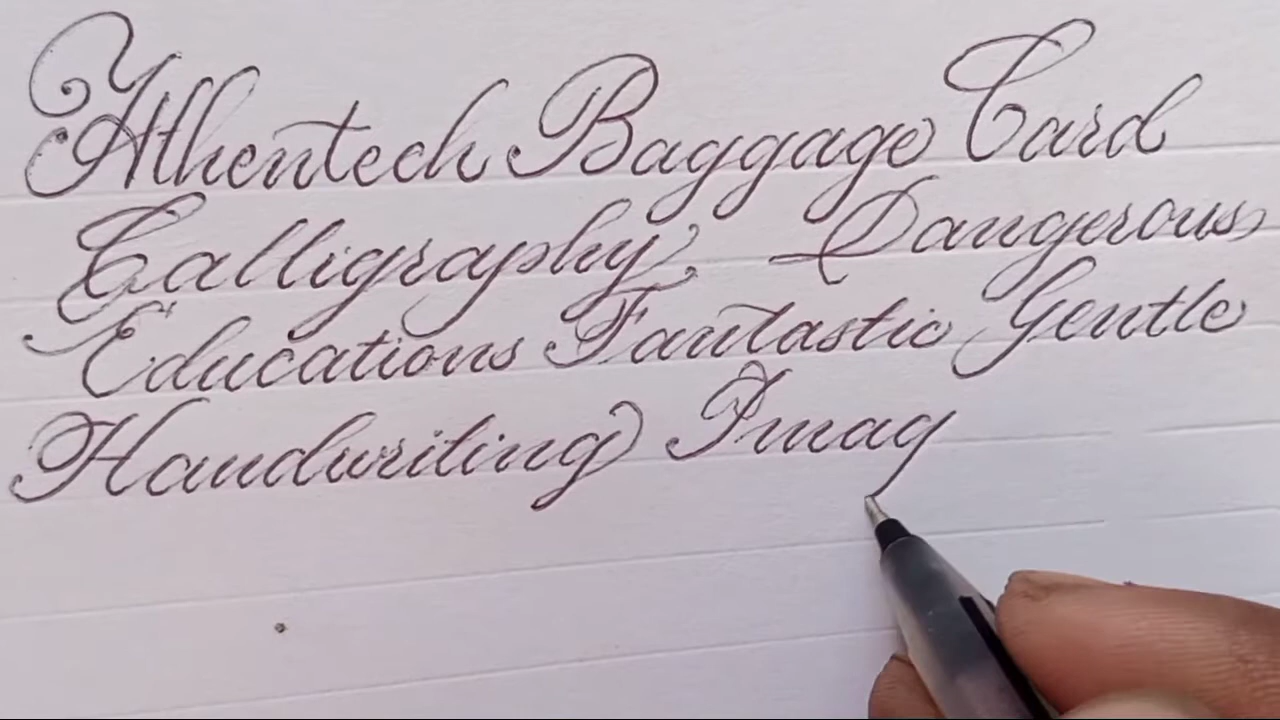 Athentech Baggage Card
Calligraphy, Dangerous
Educations Fantastic Gentle
Handwriting Imag